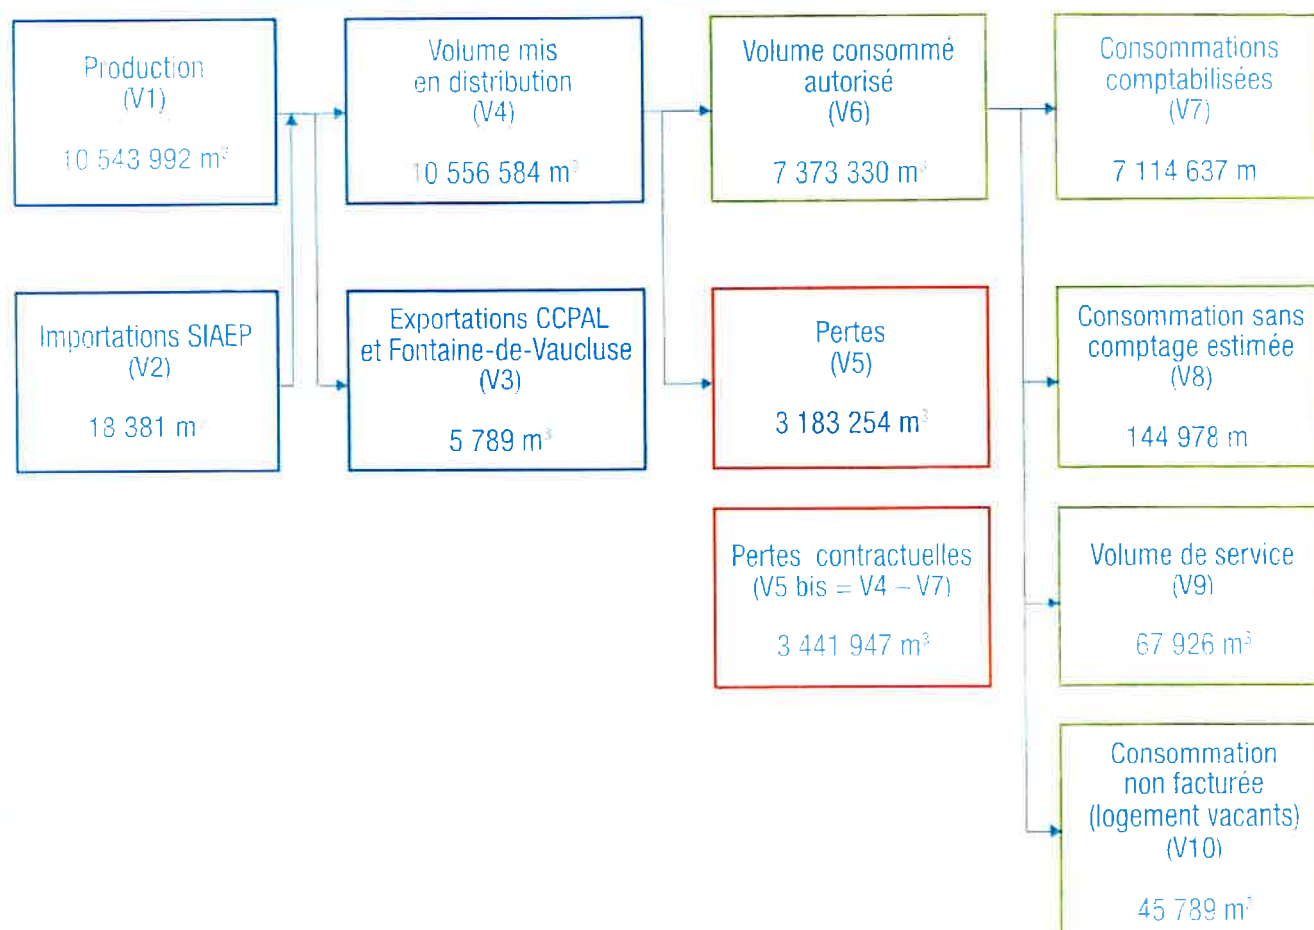 Production
(V1)
10 543 992 m³
Volume mis
en distribution
(V4)
10 556 584 m³
Volume consommé
autorisé
(V6)
7 373 330 m³
Consommations
comptabilisées
(V7)
7 114 637 m
Importations SIAEP
(V2)
18 381 m³
Exportations CCPAL
et Fontaine-de-Vaucluse
(V3)
5 789 m³
Pertes
(V5)
3 183 254 m³
Consommation sans
comptage estimée
(V8)
144 978 m
Pertes contractuelles
(V5 bis = V4 – V7)
3 441 947 m³
Volume de service
(V9)
67 926 m³
Consommation
non facturée
(logement vacants)
(V10)
45 789 m³